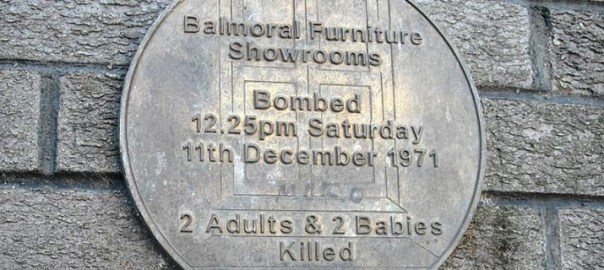 Balmoral Furniture
Showrooms
Bombed
12.25pm Saturday
11th December 1971
2 Adults & 2 Babies
Killed